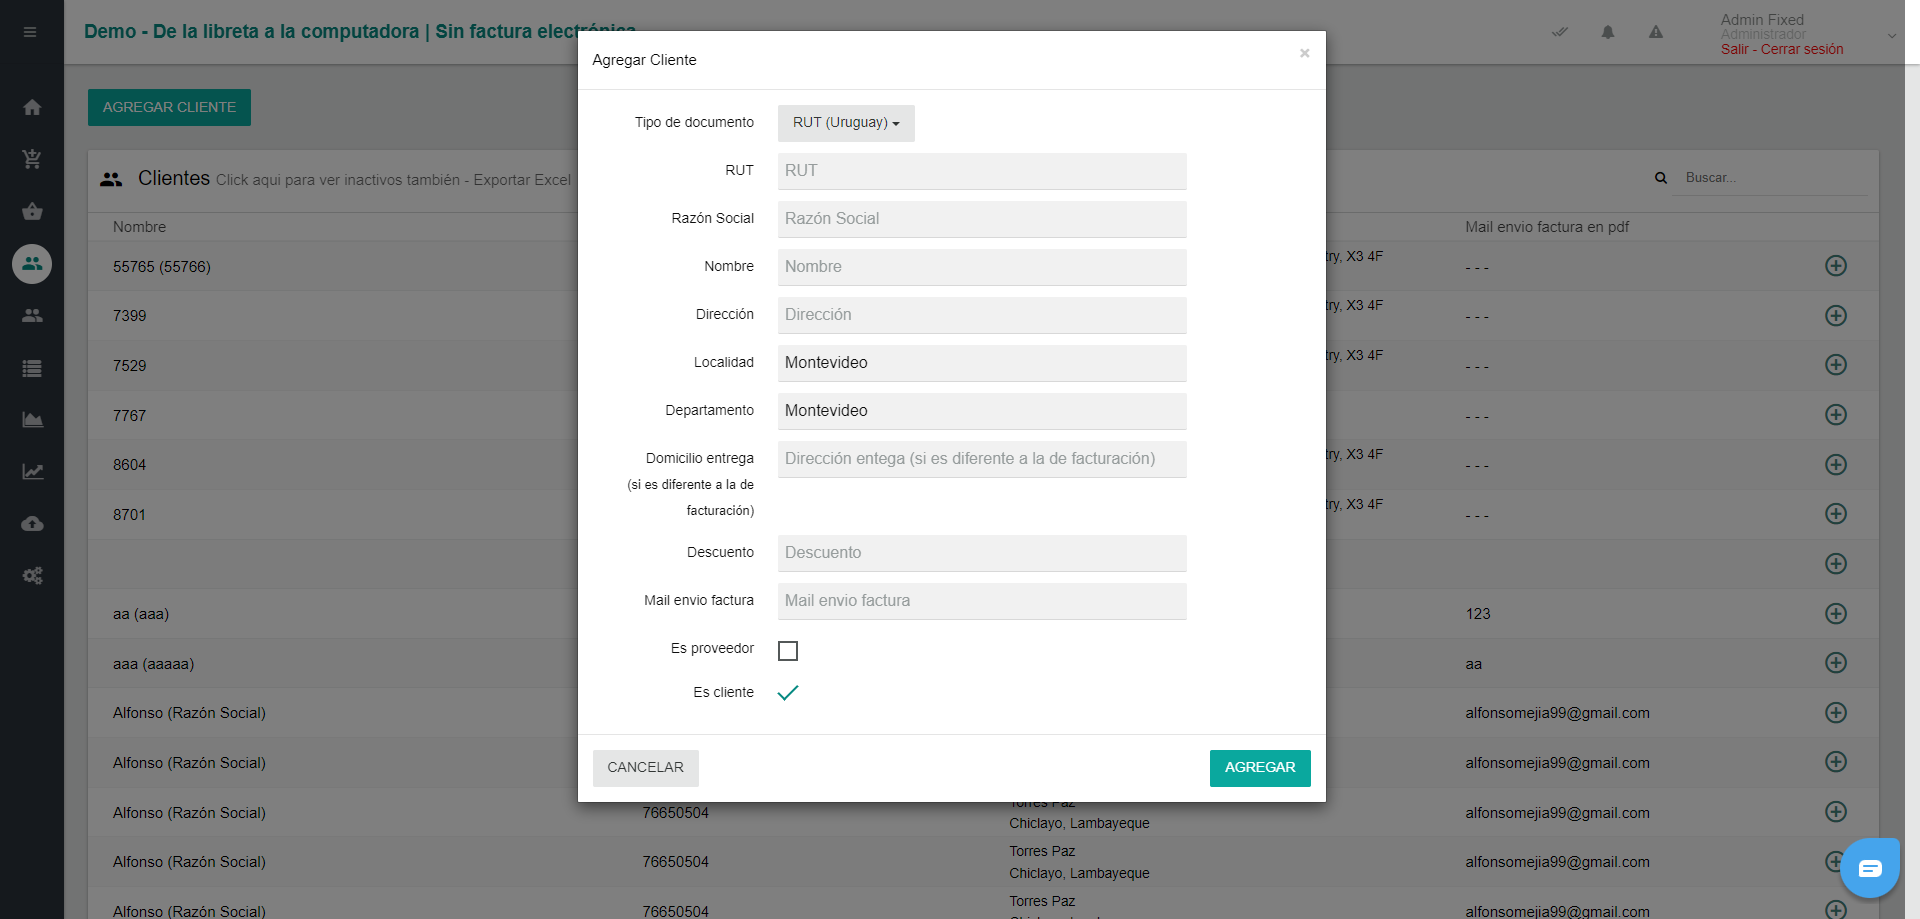 Demo - De la libreta a la computadora | Sin factura electrónica
Admin Fixed
Administrador
Salir - Cerrar sesión
AGREGAR CLIENTE
Clientes Click aqui para ver inactivos también - Exportar Excel
Buscar...
Nombre
Mail envio factura en pdf
55765 (55766)
try, X3 4F
- - -
7399
try, X3 4F
- - -
7529
try, X3 4F
- - -
7767
- - -
8604
try, X3 4F
- - -
8701
try, X3 4F
- - -
aa (aaa)
123
aaa (aaaaa)
aa
Alfonso (Razón Social)
alfonsomejia99@gmail.com
Alfonso (Razón Social)
alfonsomejia99@gmail.com
Alfonso (Razón Social)
76650504
Torres Paz
Chiclayo, Lambayeque
alfonsomejia99@gmail.com
Alfonso (Razón Social)
76650504
Torres Paz
Chiclayo, Lambayeque
alfonsomejia99@gmail.com
Alfonso (Razón Social)
76650504
Torres Paz
alfonsomejia99@gmail.com
Agregar Cliente
×
Tipo de documento
RUT (Uruguay)
RUT
RUT
Razón Social
Razón Social
Nombre
Nombre
Dirección
Dirección
Localidad
Montevideo
Departamento
Montevideo
Domicilio entrega
(si es diferente a la de
facturación)
Dirección entega (si es diferente a la de facturación)
Descuento
Descuento
Mail envio factura
Mail envio factura
Es proveedor
Es cliente
CANCELAR
AGREGAR